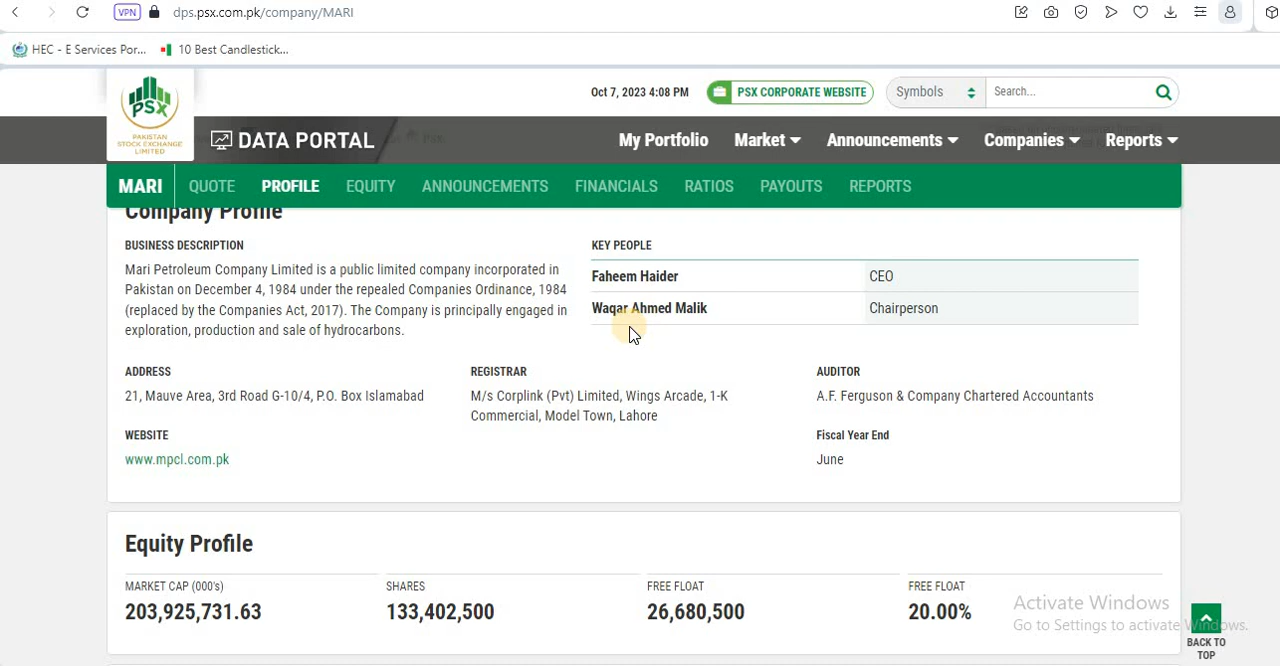 VPN dps.psx.com.pk/company/MARI
HEC - E Services Por... 10 Best Candlestick...
PSX
PAKISTAN
STOCK EXCHANGE
LIMITED
Oct 7, 2023 4:08 PM PSX CORPORATE WEBSITE Symbols Search...
DATA PORTAL My Portfolio Market Announcements Companies Reports
MARI QUOTE PROFILE EQUITY ANNOUNCEMENTS FINANCIALS RATIOS PAYOUTS REPORTS
Company Profile
BUSINESS DESCRIPTION
Mari Petroleum Company Limited is a public limited company incorporated in
Pakistan on December 4, 1984 under the repealed Companies Ordinance, 1984
(replaced by the Companies Act, 2017). The Company is principally engaged in
exploration, production and sale of hydrocarbons.
KEY PEOPLE
Faheem Haider CEO
Waqar Ahmed Malik Chairperson
ADDRESS
21, Mauve Area, 3rd Road G-10/4, P.O. Box Islamabad
REGISTRAR
M/s Corplink (Pvt) Limited, Wings Arcade, 1-K
Commercial, Model Town, Lahore
AUDITOR
A.F. Ferguson & Company Chartered Accountants
WEBSITE
www.mpcl.com.pk
Fiscal Year End
June
Equity Profile
MARKET CAP (000's) SHARES FREE FLOAT FREE FLOAT
203,925,731.63 133,402,500 26,680,500 20.00%
Activate Windows
Go to Settings to activate Windows.
BACK TO
TOP